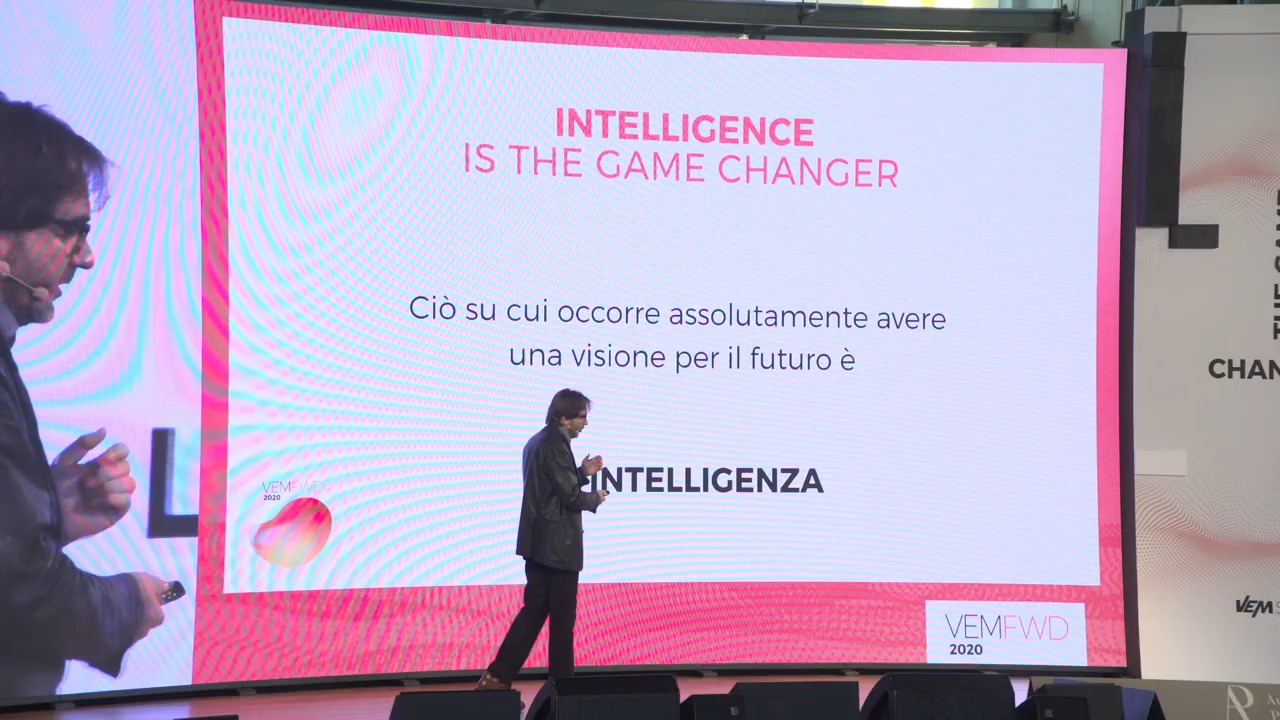 INTELLIGENCE
IS THE GAME CHANGER
Ciò su cui occorre assolutamente avere
una visione per il futuro è
INTELLIGENZA
VEMFWD
2020
VEMFWD
2020
L
CHAN
VEM